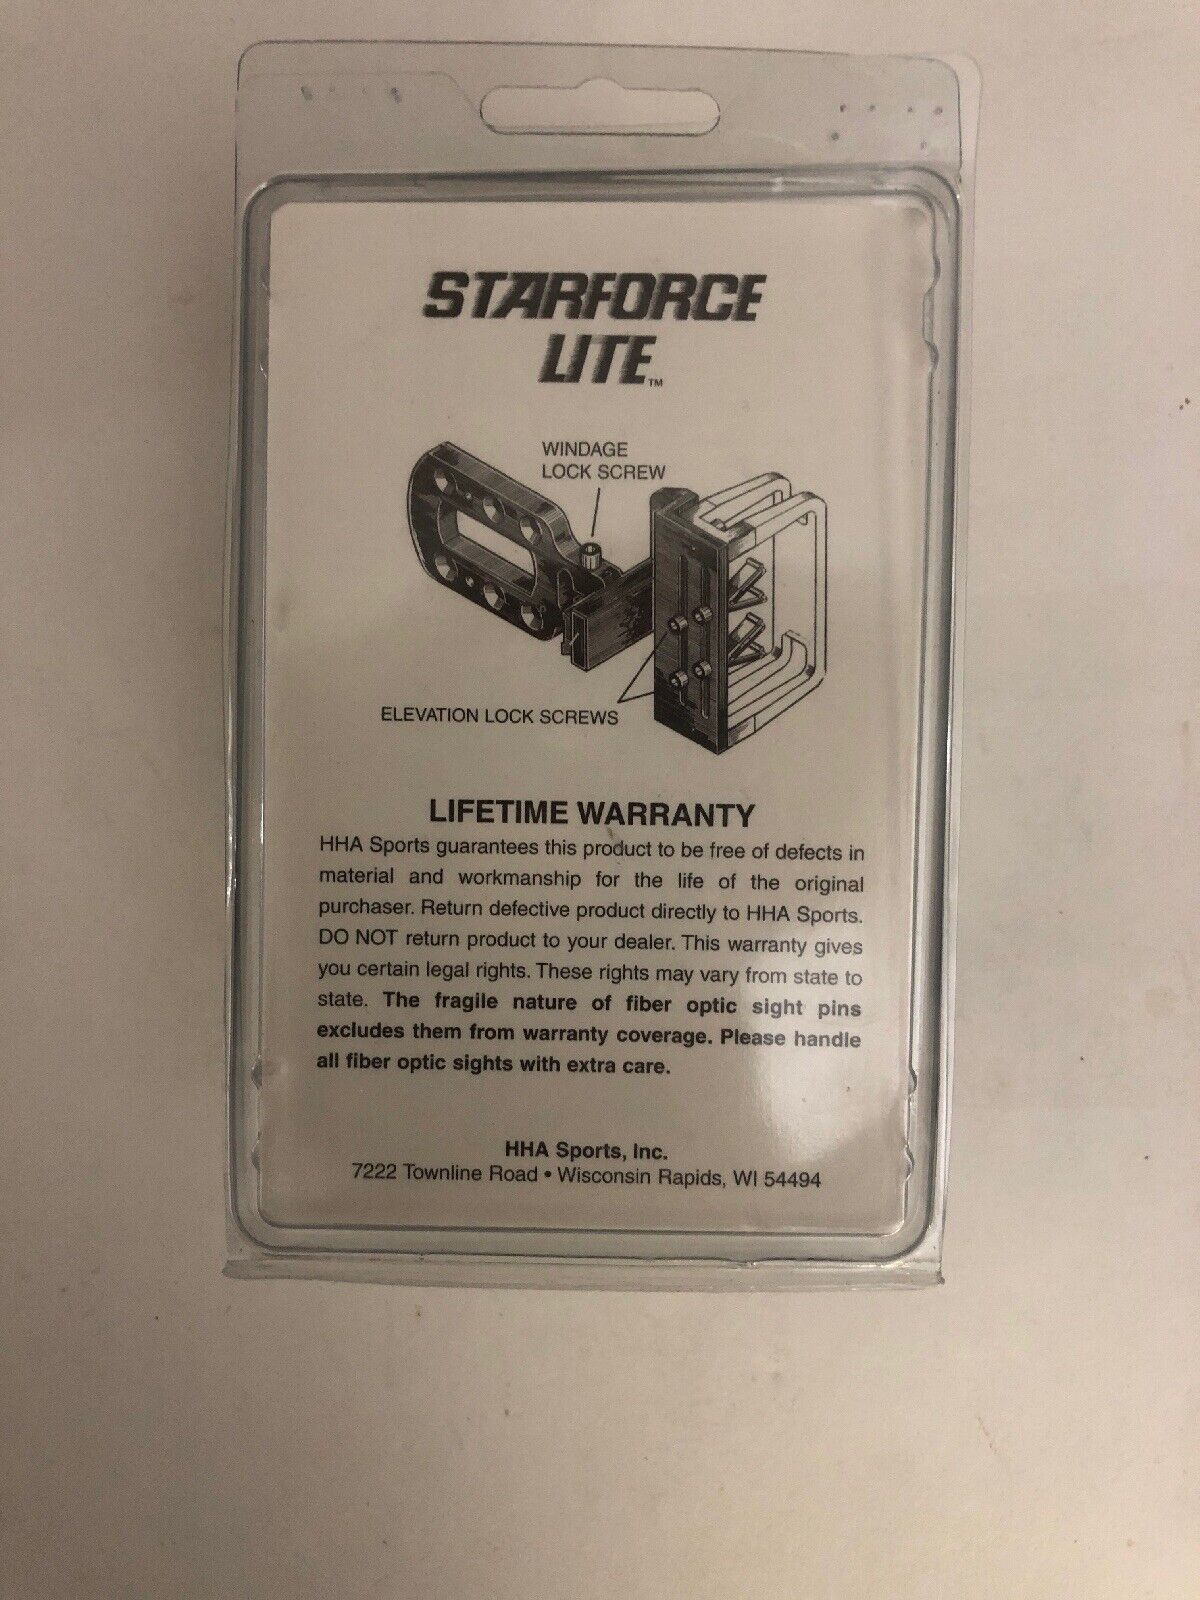 STARFORCE
LITE™
WINDAGE
LOCK SCREW
ELEVATION LOCK SCREWS
LIFETIME WARRANTY
HHA Sports guarantees this product to be free of defects in
material and workmanship for the life of the original
purchaser. Return defective product directly to HHA Sports.
DO NOT return product to your dealer. This warranty gives
you certain legal rights. These rights may vary from state to
state. The fragile nature of fiber optic sight pins
excludes them from warranty coverage. Please handle
all fiber optic sights with extra care.
HHA Sports, Inc.
7222 Townline Road • Wisconsin Rapids, WI 54494